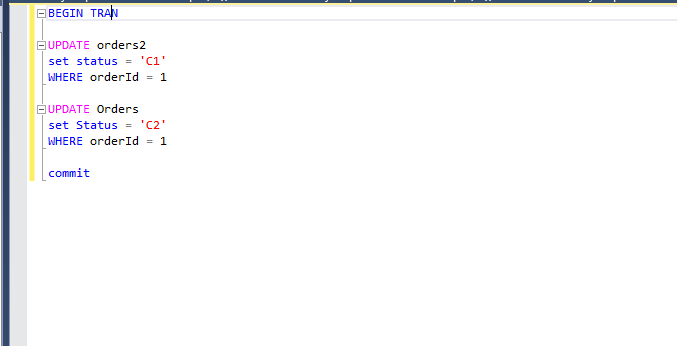 BEGIN TRAN
UPDATE orders2
set status = 'C1'
WHERE orderId = 1
UPDATE Orders
set Status = 'C2'
WHERE orderId = 1
commit